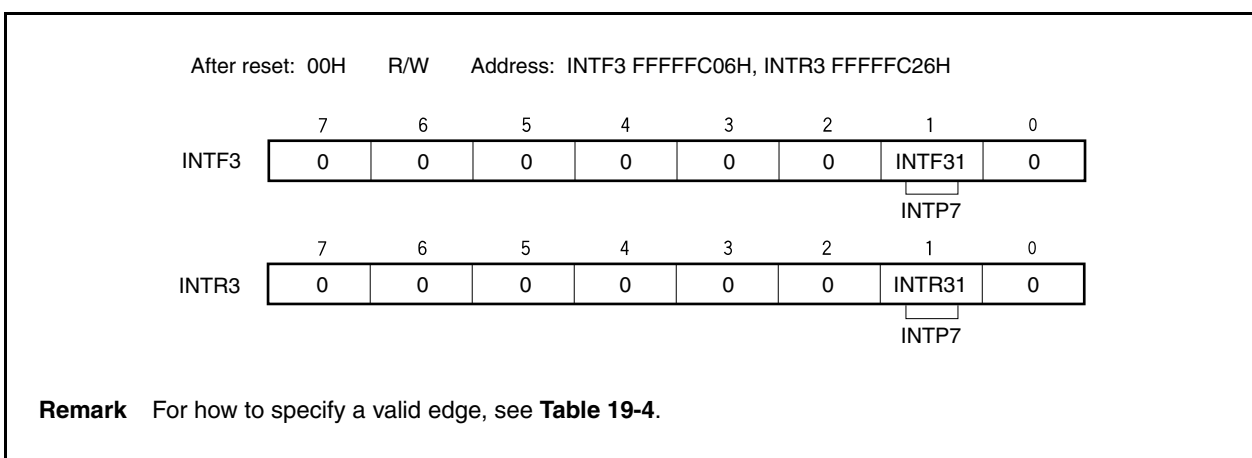 After reset: 00H R/W Address: INTF3 FFFFFC06H, INTR3 FFFFFC26H
7 6 5 4 3 2 1 0
INTF3 0 0 0 0 0 0 INTF31 0
INTP7
7 6 5 4 3 2 1 0
INTR3 0 0 0 0 0 0 INTR31 0
INTP7
Remark For how to specify a valid edge, see Table 19-4.